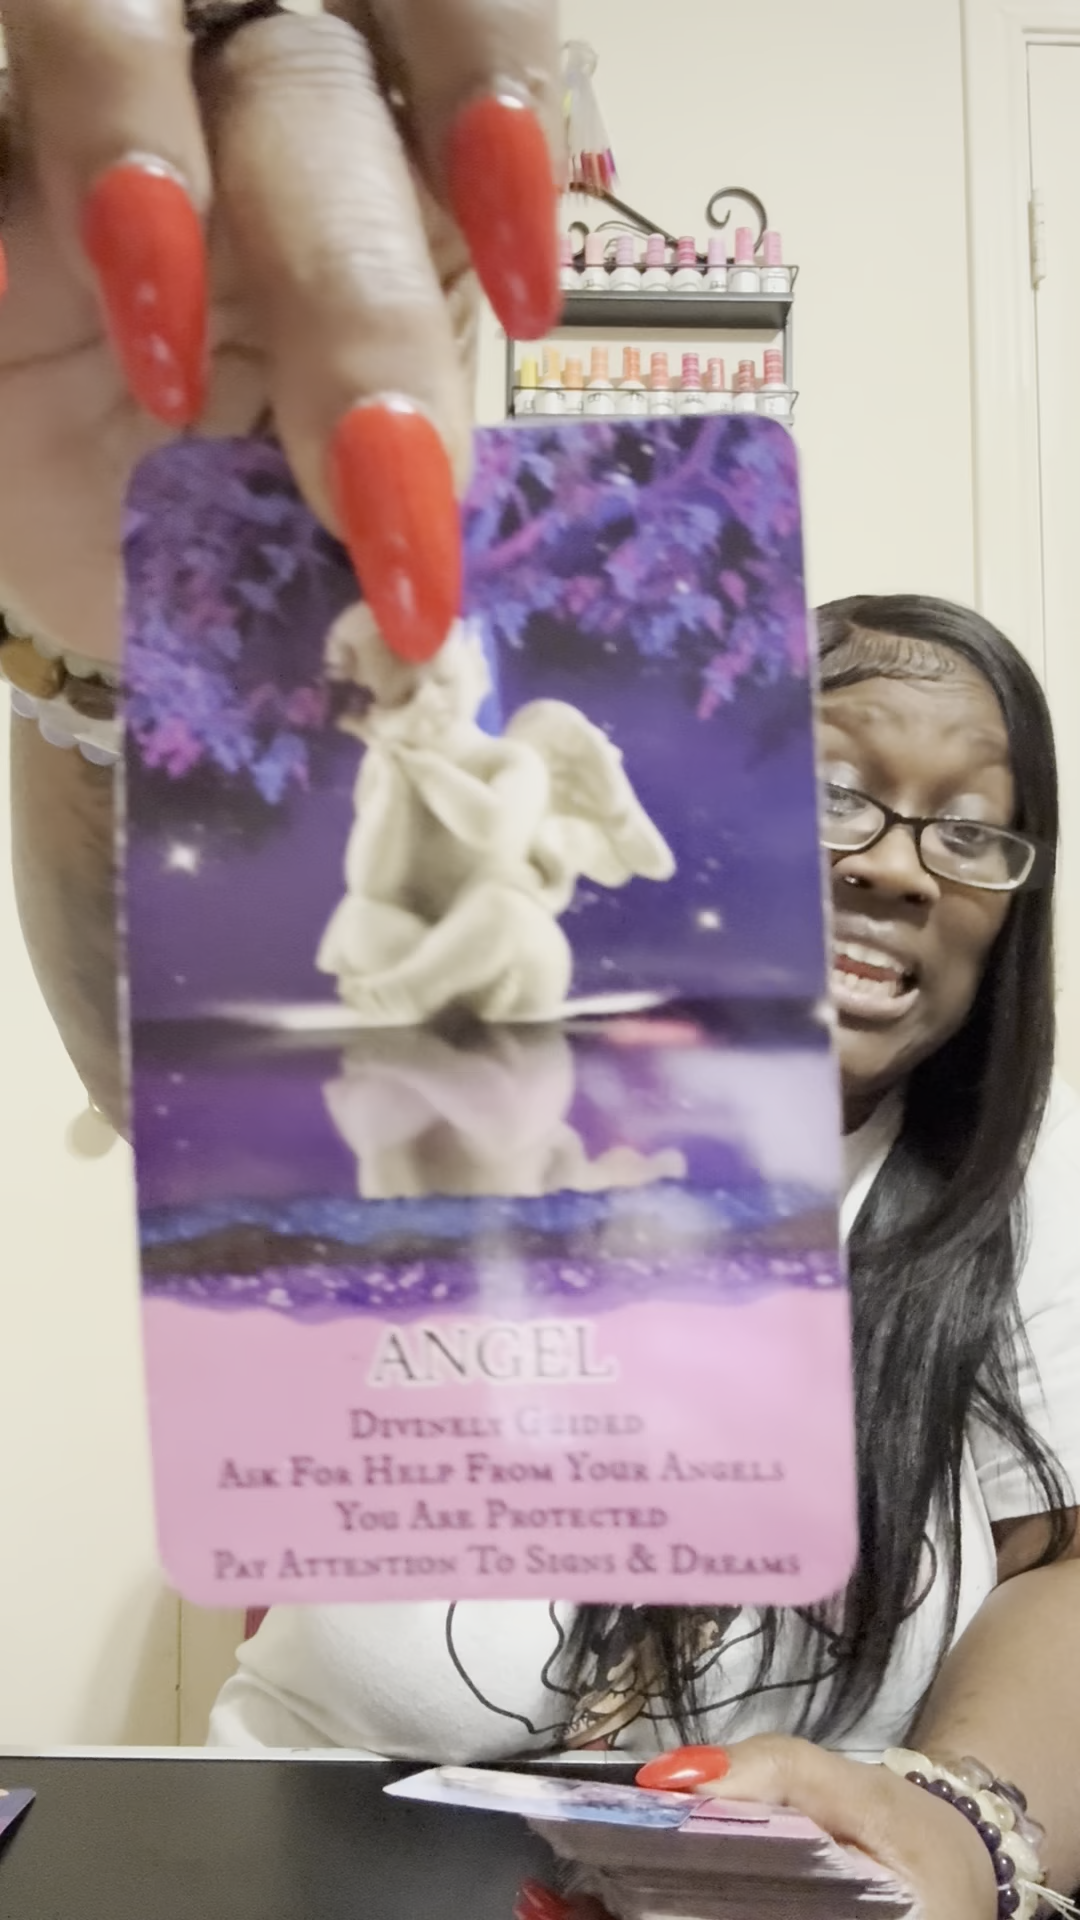 ANGEL
DIVINELY GUIDED
ASK FOR HELP FROM YOUR ANGELS
YOU ARE PROTECTED
PAY ATTENTION TO SIGNS & DREAMS